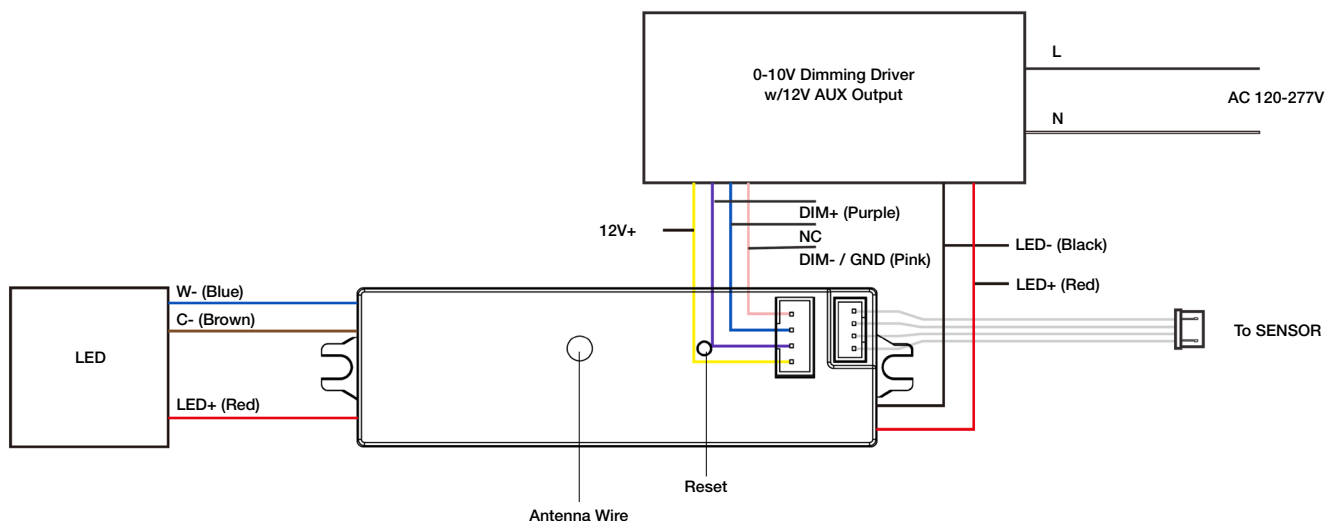 L
0-10V Dimming Driver
w/12V AUX Output
AC 120-277V
N
DIM+ (Purple)
12V+
NC
DIM- / GND (Pink)
LED- (Black)
LED+ (Red)
W- (Blue)
C- (Brown)
LED
LED+ (Red)
To SENSOR
Reset
Antenna Wire